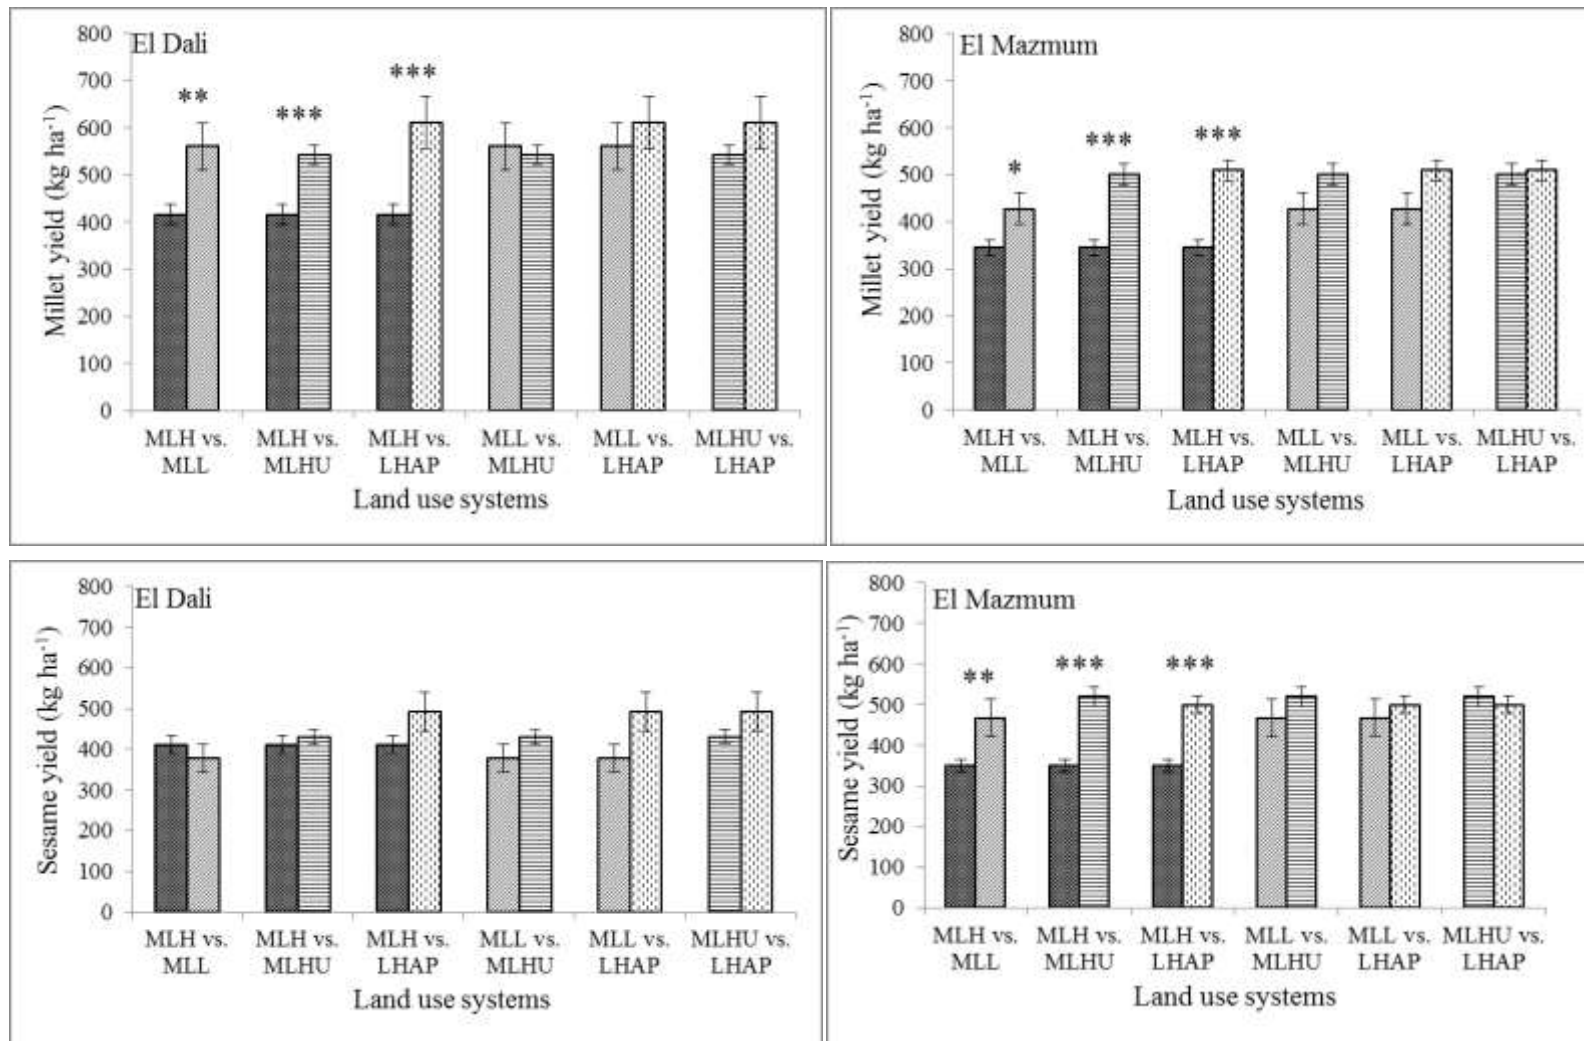 El Dali
Millet yield (kg ha-1)
800
700
600
500
400
300
200
100
0
**
***
***
MLH vs. MLL
MLH vs. MLHU
MLH vs. LHAP
MLL vs. MLHU
MLL vs. LHAP
MLHU vs. LHAP
Land use systems
El Mazmum
Millet yield (kg ha-1)
800
700
600
500
400
300
200
100
0
*
***
***
MLH vs. MLL
MLH vs. MLHU
MLH vs. LHAP
MLL vs. MLHU
MLL vs. LHAP
MLHU vs. LHAP
Land use systems
El Dali
Sesame yield (kg ha-1)
800
700
600
500
400
300
200
100
0
MLH vs. MLL
MLH vs. MLHU
MLH vs. LHAP
MLL vs. MLHU
MLL vs. LHAP
MLHU vs. LHAP
Land use systems
El Mazmum
Sesame yield (kg ha-1)
800
700
600
500
400
300
200
100
0
**
***
***
MLH vs. MLL
MLH vs. MLHU
MLH vs. LHAP
MLL vs. MLHU
MLL vs. LHAP
MLHU vs. LHAP
Land use systems